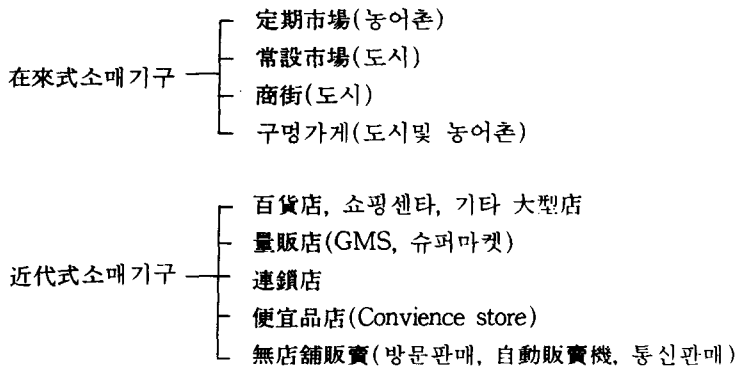 定期市場(농어촌)
常設市場(도시)
在來式소매기구
商街(도시)
구멍가게(도시및 농어촌)
百貨店, 쇼핑센타, 기타 大型店
量販店(GMS, 슈퍼마켓)
近代式소매기구
連鎖店
便宜品店(Convience store)
無店舖販賣(방문판매, 自動販賣機, 통신판매)